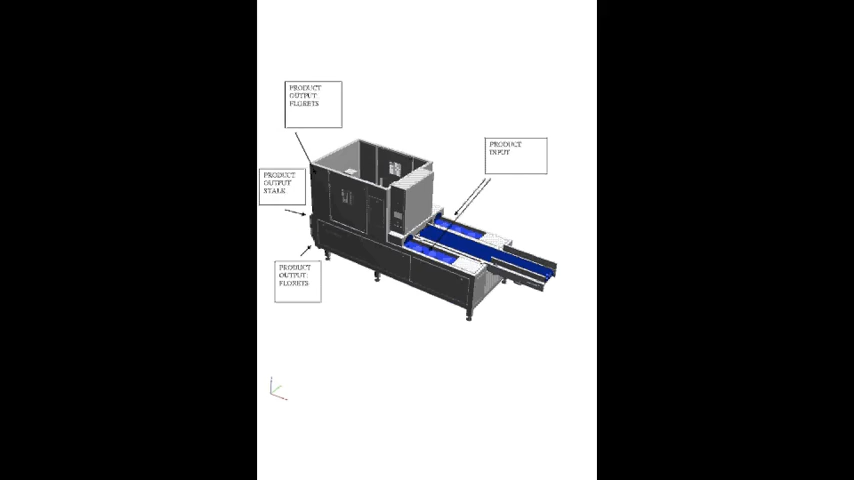 PRODUCT
OUTPUT
FLORETS
PRODUCT
INPUT
PRODUCT
OUTPUT
STALK
PRODUCT
OUTPUT
FLORETS